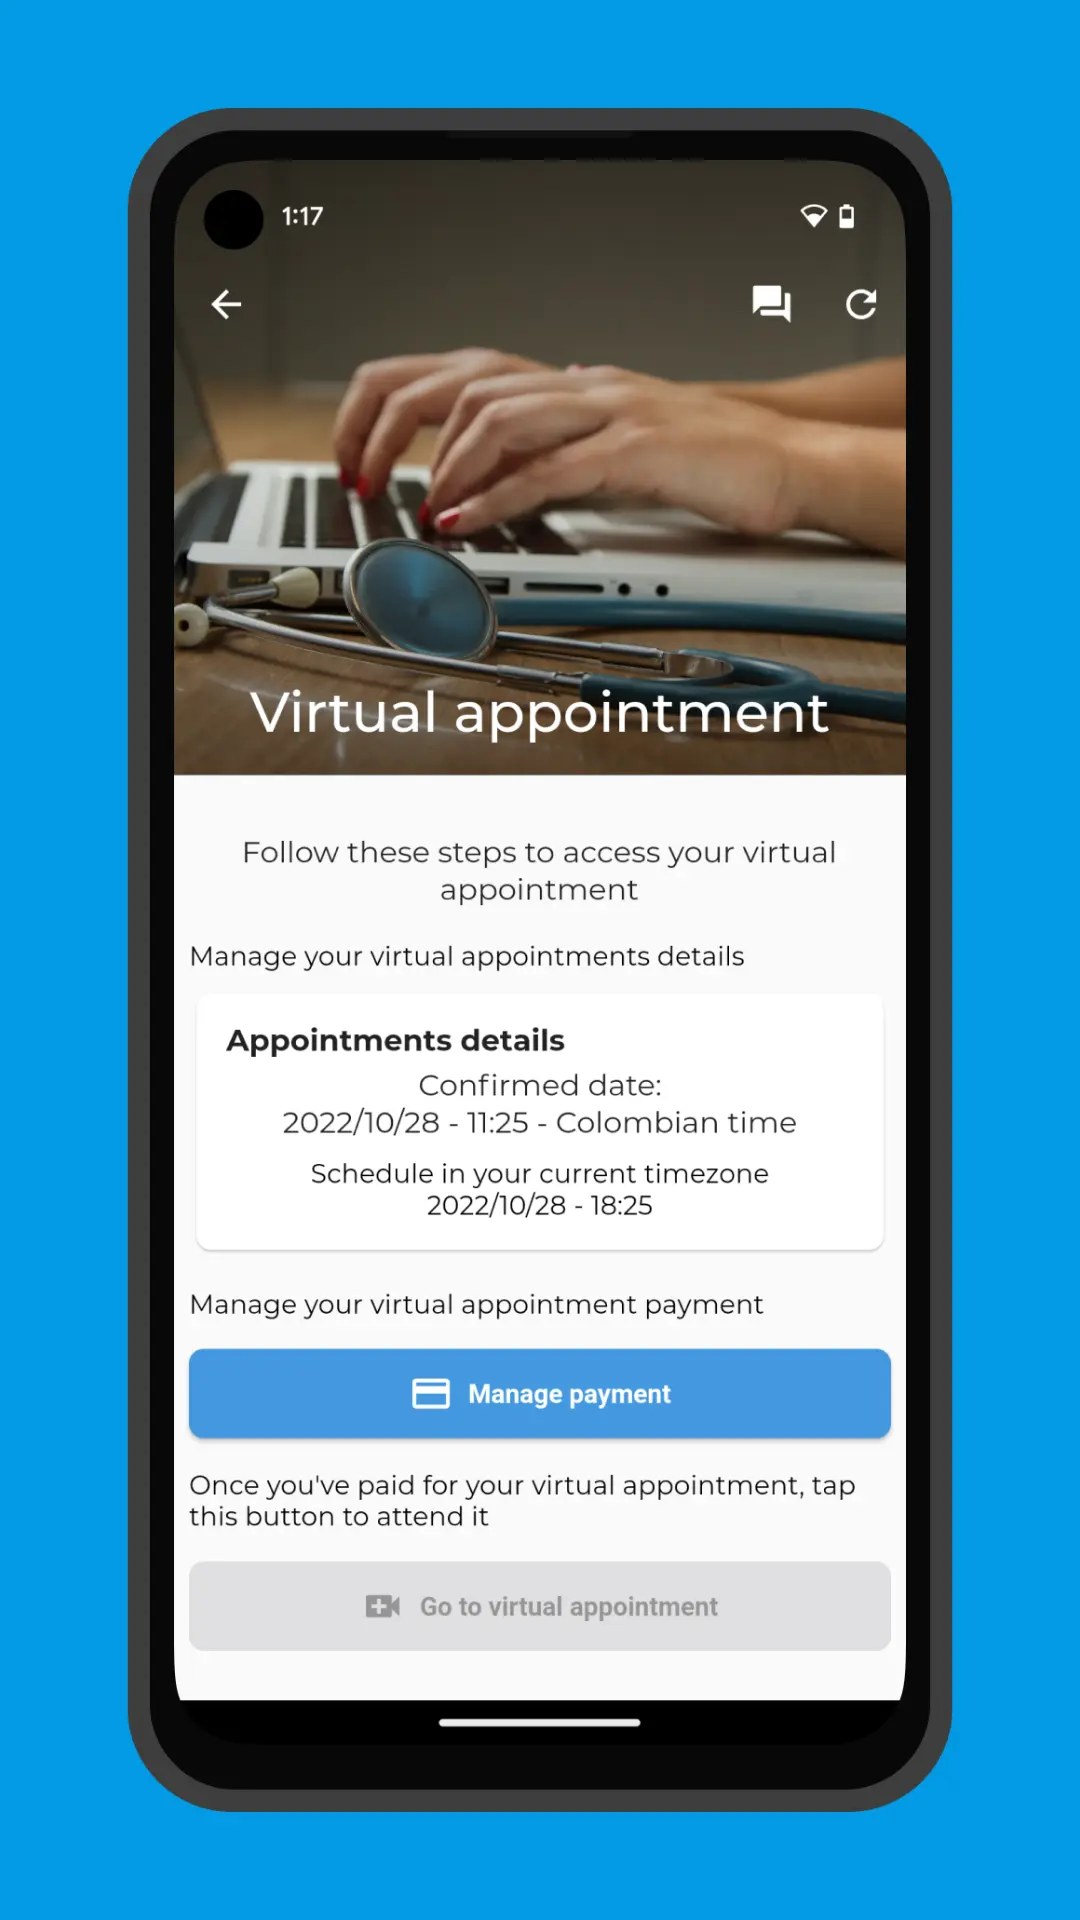 1:17
Virtual appointment
Follow these steps to access your virtual
appointment
Manage your virtual appointments details
Appointments details
Confirmed date:
2022/10/28 - 11:25 - Colombian time
Schedule in your current timezone
2022/10/28 - 18:25
Manage your virtual appointment payment
Manage payment
Once you've paid for your virtual appointment, tap
this button to attend it
Go to virtual appointment